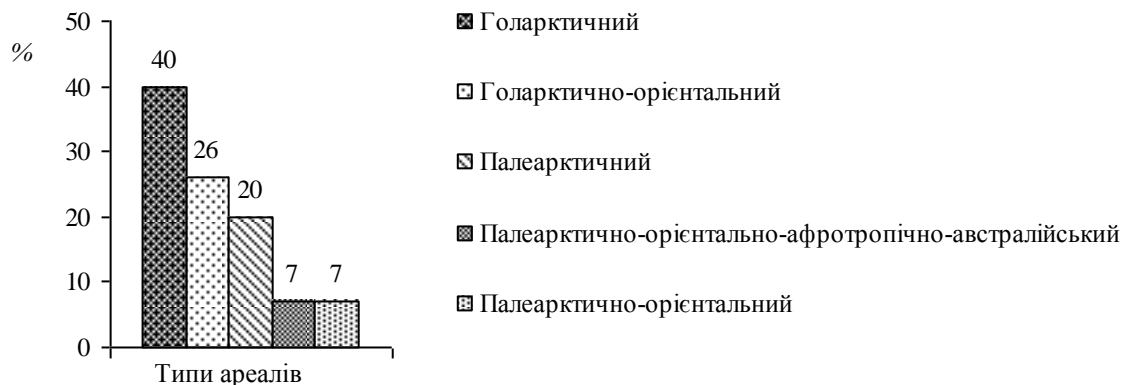 %
50
40
30
20
10
0
40
26
20
7
7
Типи ареалів
Голарктичний
Голарктично-орієнтальний
Палеарктичний
Палеарктично-орієнтально-афротропічно-австралійський
Палеарктично-орієнтальний